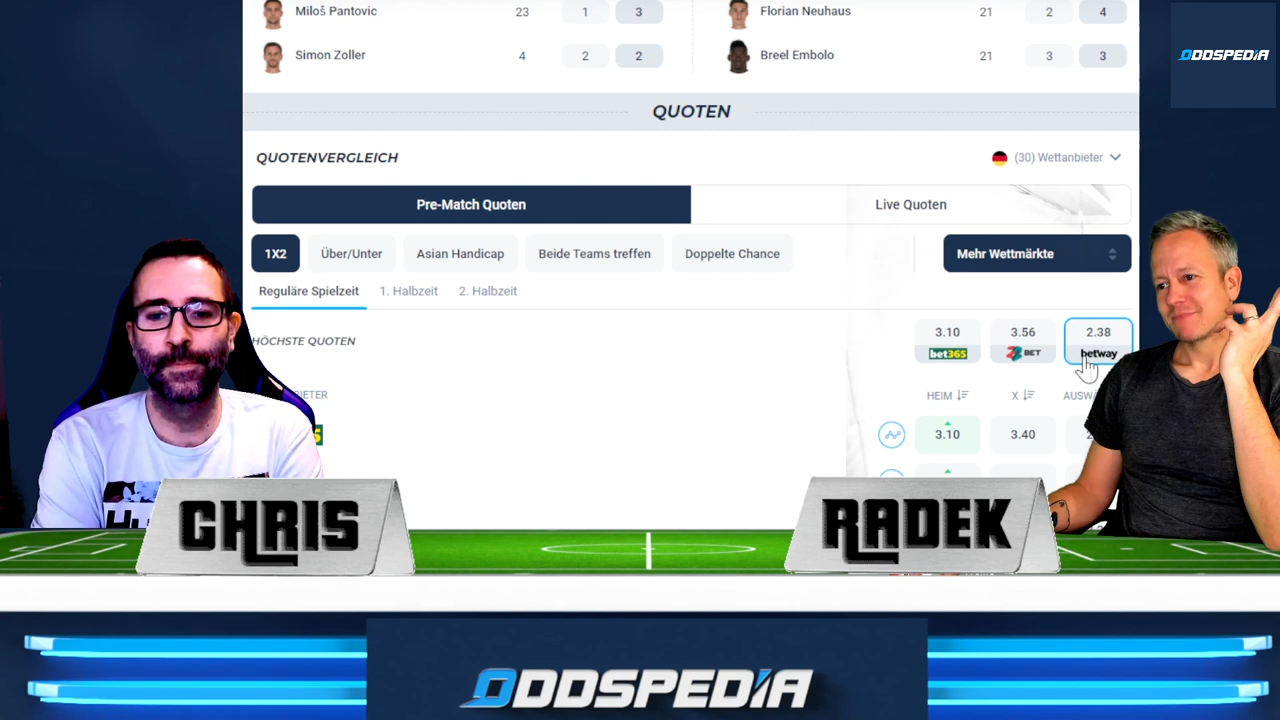 Miloš Pantovic 23 1 3 Florian Neuhaus 21 2 4
Simon Zoller 4 2 2 Breel Embolo 21 3 3
ODDSPEDIA
QUOTEN
QUOTENVERGLEICH (30) Wettanbieter
Pre-Match Quoten Live Quoten
1X2 Über/Unter Asian Handicap Beide Teams treffen Doppelte Chance Mehr Wettmärkte
Reguläre Spielzeit 1. Halbzeit 2. Halbzeit
HÖCHSTE QUOTEN 3.10 3.56 2.38
bet365 22BET betway
HEIM X
3.10 3.40
CHRIS RADEK
ODDSPEDIA